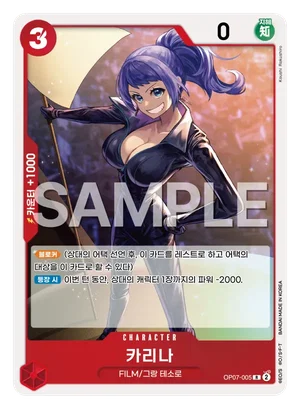 3
0
지혜
知
카운터 +1000
SAMPLE
블로커 (상대의 어택 선언 후, 이 카드를 레스트로 하고 어택의
대상을 이 카드로 할 수 있다)
등장 시 이번 턴 동안, 상대의 캐릭터 1장까지의 파워 -2000.
CHARACTER
카리나
FILM/그랑 테소로
OP07-005 R 2